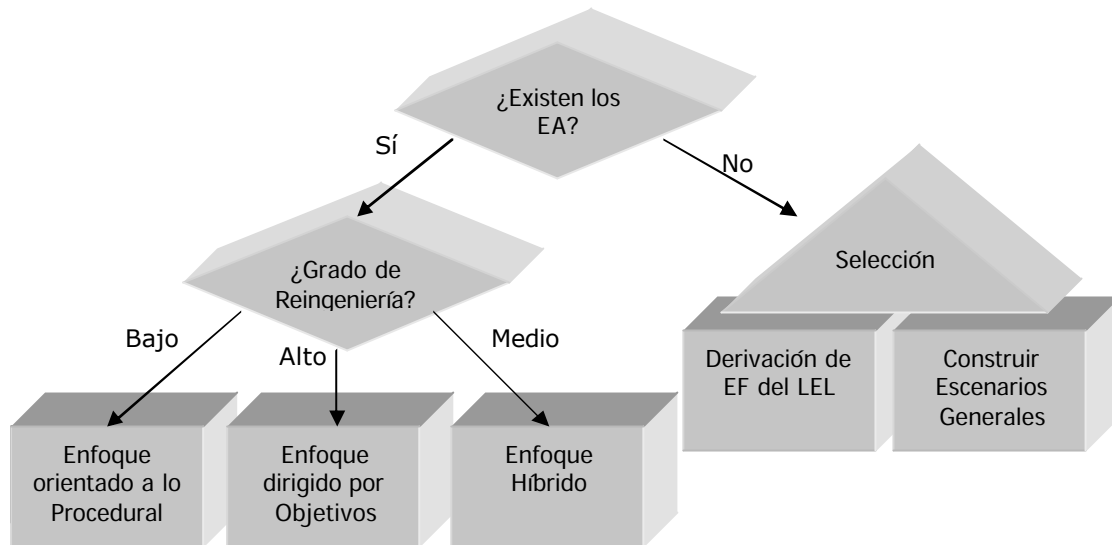 ¿Existen los
EA?
Sí
No
¿Grado de
Reingeniería?
Selección
Bajo
Alto
Medio
Derivación de
EF del LEL
Construir
Escenarios
Generales
Enfoque
orientado a lo
Procedural
Enfoque
dirigido por
Objetivos
Enfoque
Híbrido